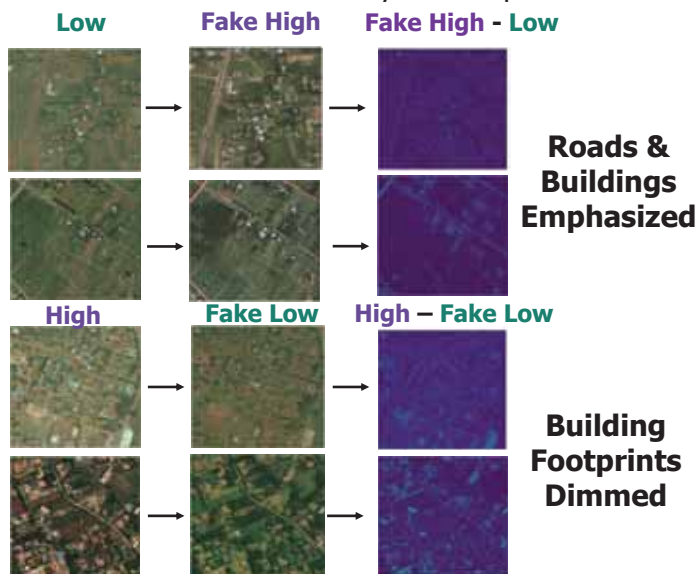 Low Fake High Fake High - Low
Roads &
Buildings
Emphasized
High Fake Low High – Fake Low
Building
Footprints
Dimmed